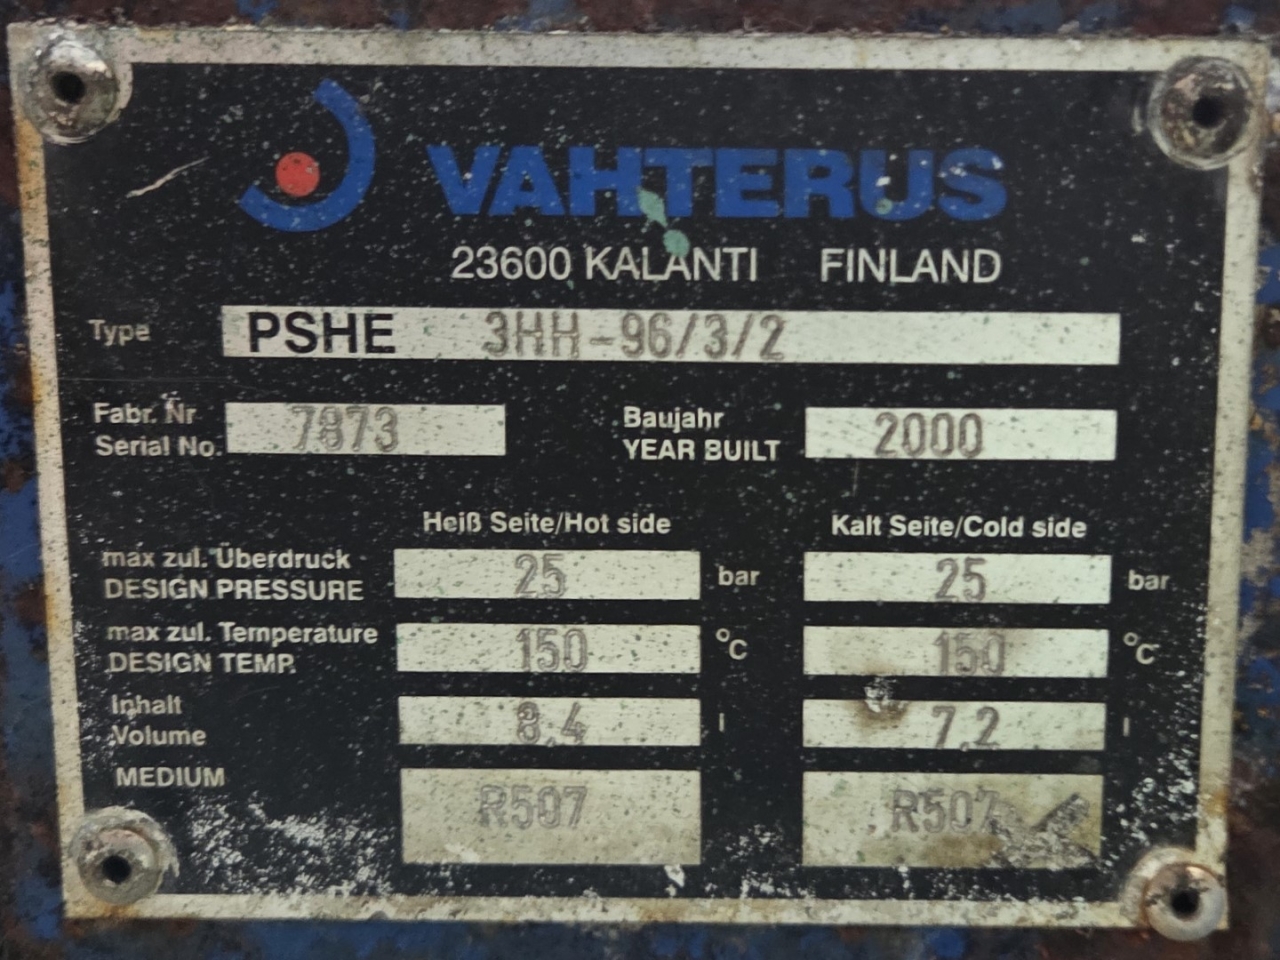 VAHTERUS
23600 KALANTI FINLAND
Type PSHE 3HH-96/3/2
Fabr. Nr
Serial No. 7873
Baujahr
YEAR BUILT 2000
Heiß Seite/Hot side Kalt Seite/Cold side
max zul. Überdruck
DESIGN PRESSURE 25 bar 25 bar
max zul. Temperature
DESIGN TEMP. 150 °C 150 °C
Inhalt
Volume 8.4 l 7.2 l
MEDIUM R507 R507